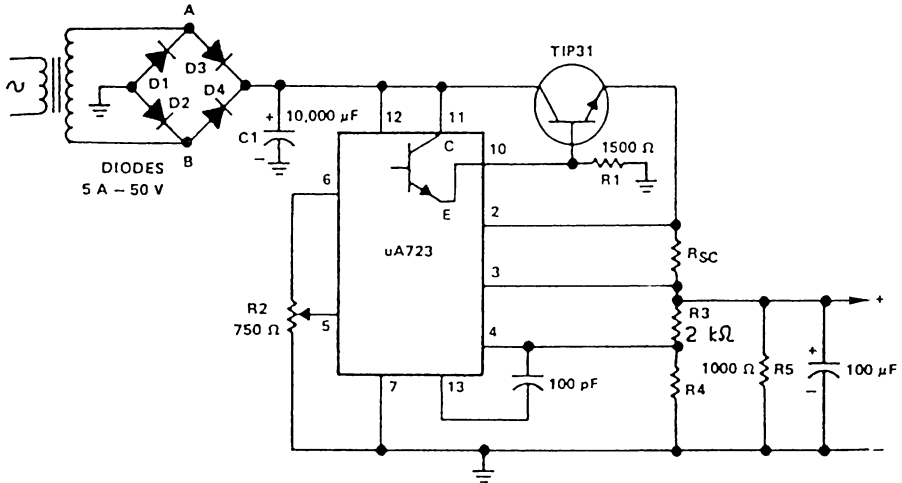 A
TIP31
D1
D3
D2
D4
B
DIODES
5 A – 50 V
+
10,000 µF
C1
–
12
11
C
E
10
1500 Ω
R1
6
2
uA723
RSC
3
R2
750 Ω
5
4
R3
2 kΩ
+
100 pF
R4
1000 Ω
R5
+
100 µF
–
7
13
–